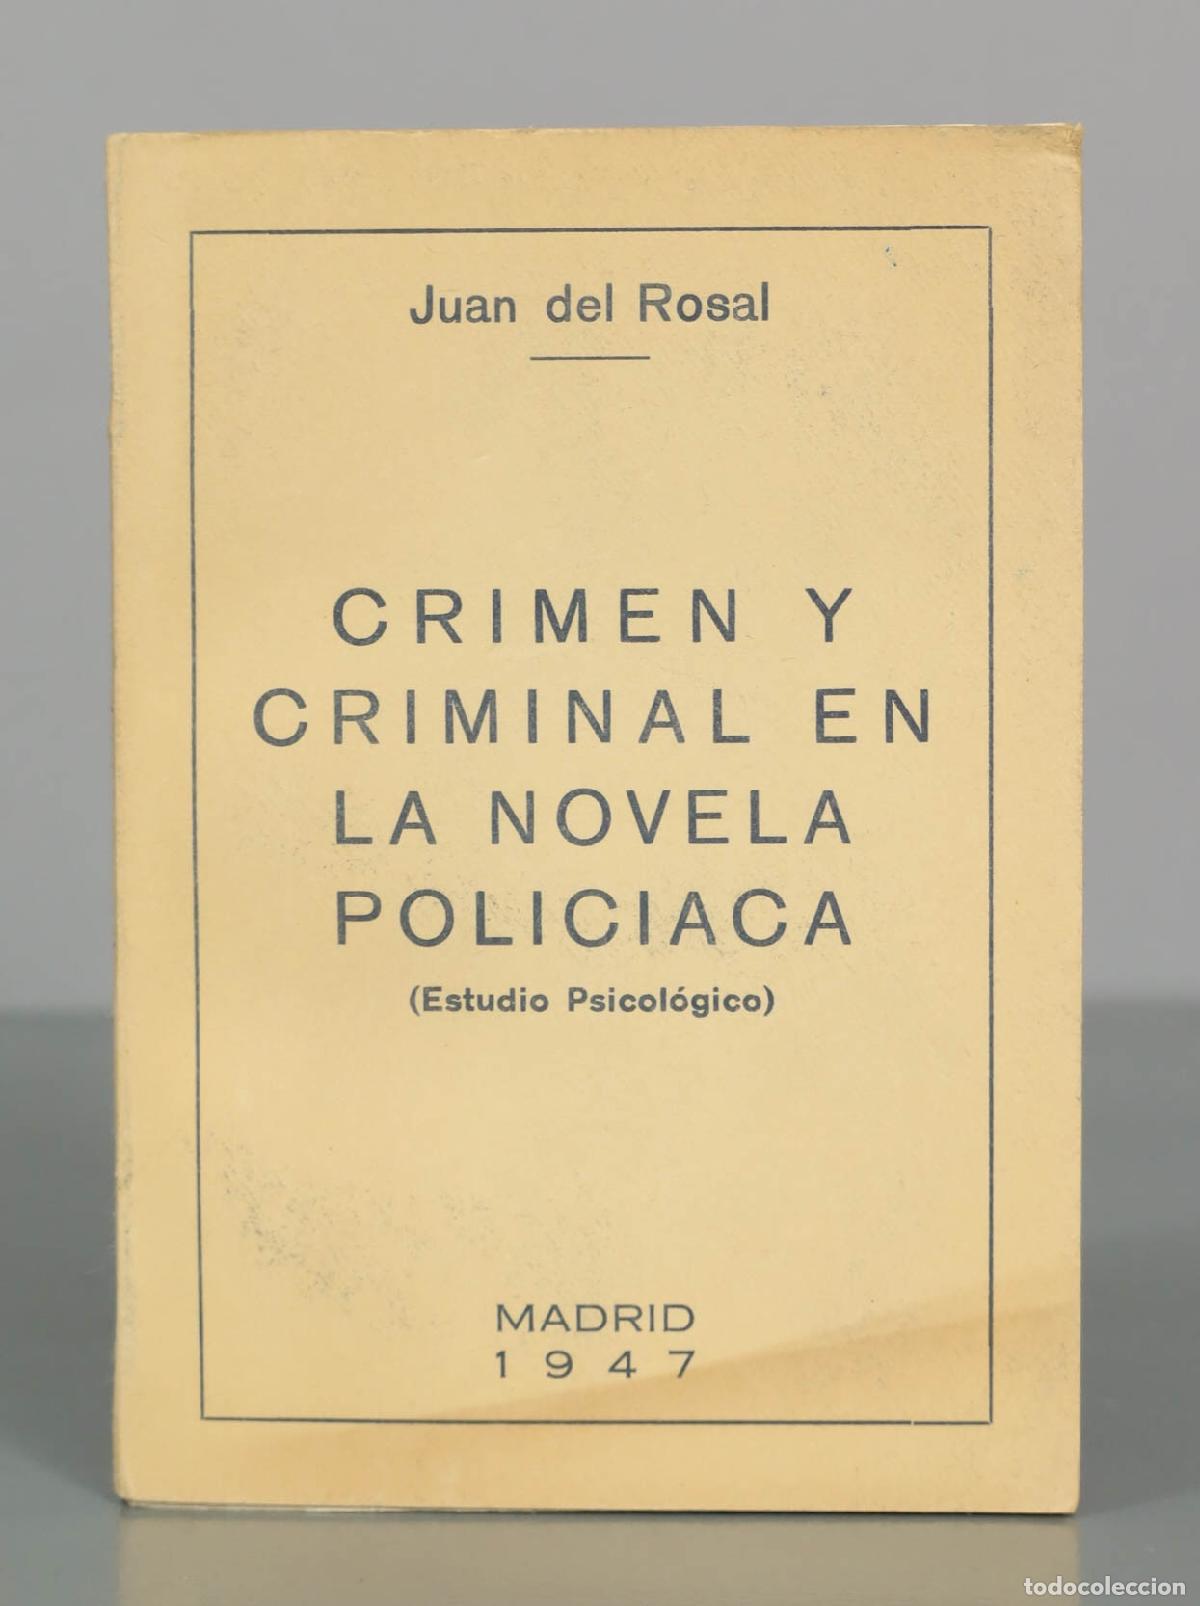 Juan del Rosal
CRIMEN Y
CRIMINAL EN
LA NOVELA
POLICIACA
(Estudio Psicológico)
MADRID
1947
todocoleccion